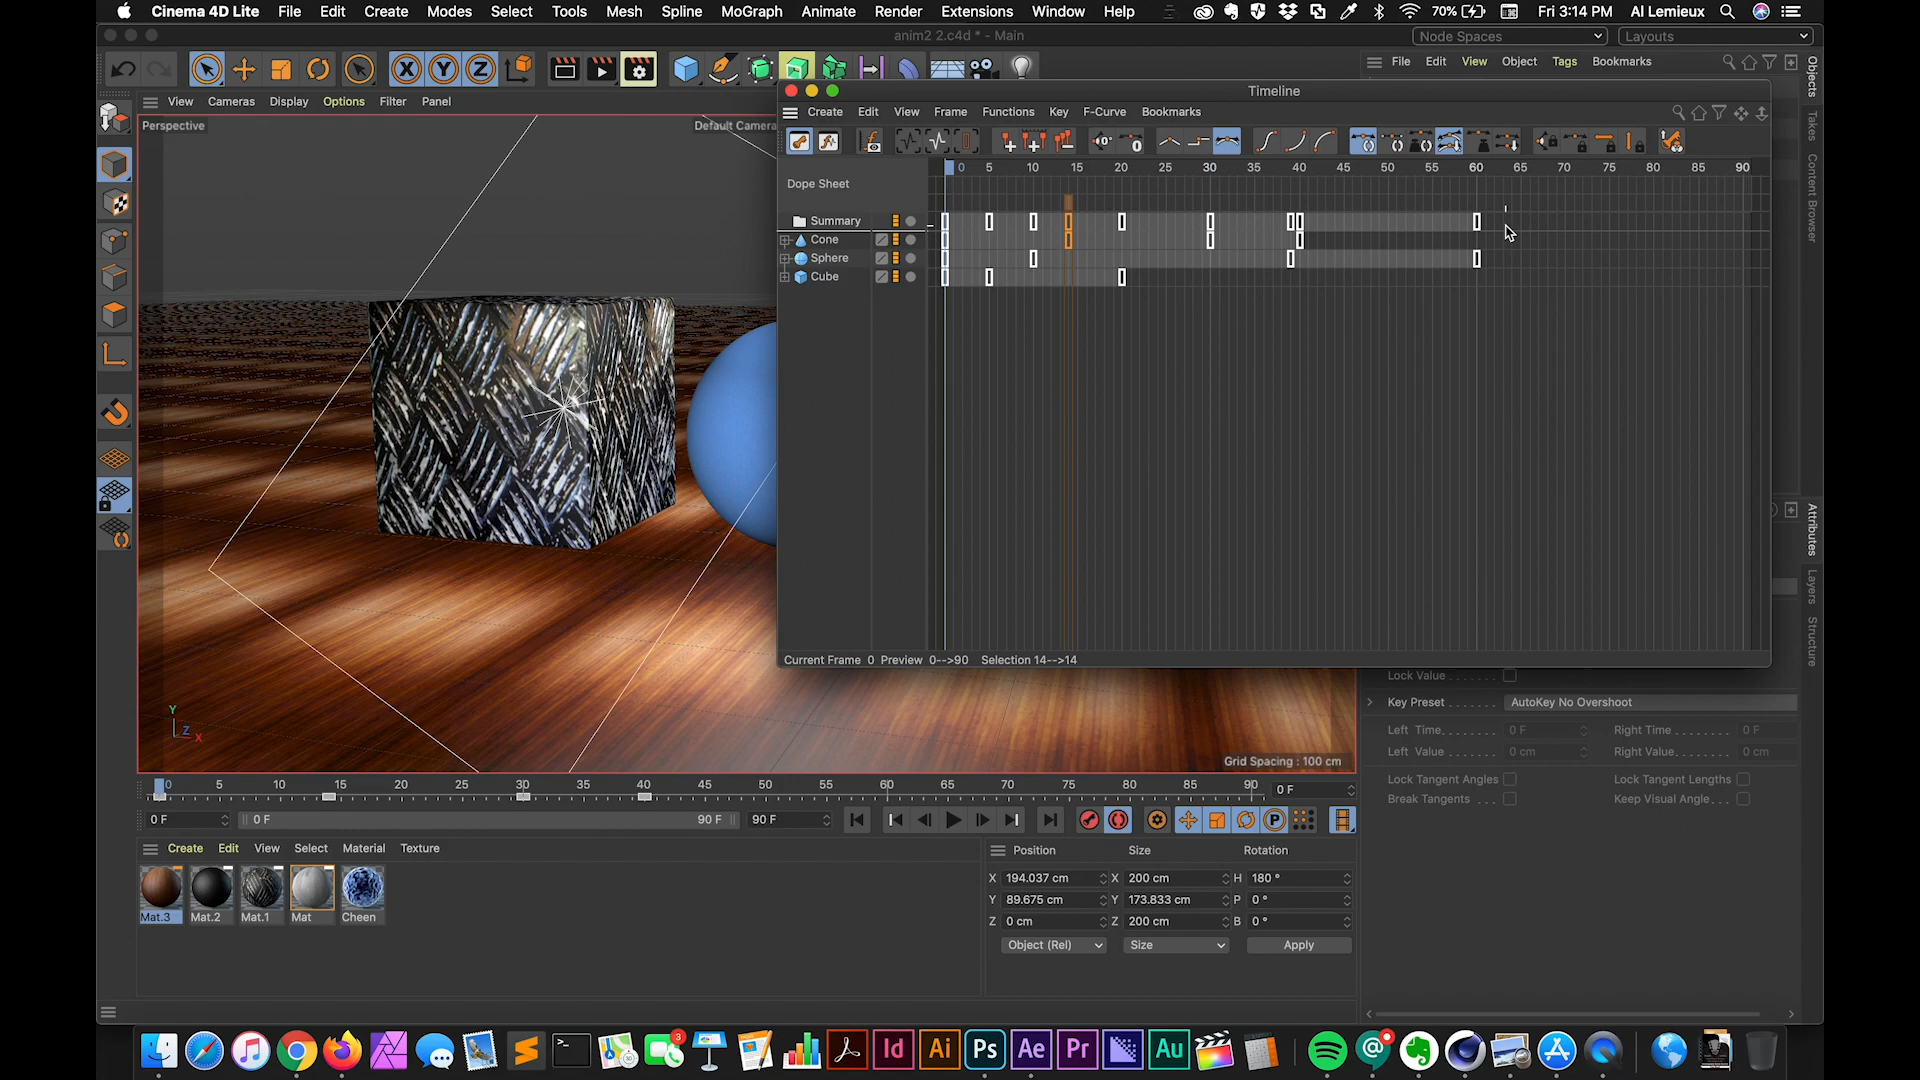 Cinema 4D Lite File Edit Create Modes Select Tools Mesh Spline MoGraph Animate Render Extensions Window Help 70% Fri 3:14 PM Al Lemieux
anim2 2.c4d * - Main Node Spaces Layouts
X Y Z
File Edit View Object Tags Bookmarks
View Cameras Display Options Filter Panel
Perspective Default Camera
Timeline
Create Edit View Frame Functions Key F-Curve Bookmarks
0 5 10 15 20 25 30 35 40 45 50 55 60 65 70 75 80 85 90
Dope Sheet
Summary
Cone
Sphere
Cube
Current Frame 0 Preview 0-->90 Selection 14-->14
Objects
Takes
Content Browser
Attributes
Layers
Structure
Lock Value
Key Preset AutoKey No Overshoot
Left Time 0 F Right Time 0 F
Left Value 0 cm Right Value 0 cm
Lock Tangent Angles Lock Tangent Lengths
Break Tangents Keep Visual Angle
Y
Z
X
Grid Spacing : 100 cm
0 5 10 15 20 25 30 35 40 45 50 55 60 65 70 75 80 85 90 0 F
0 F 0 F 90 F 90 F P
Create Edit View Select Material Texture
Mat.3 Mat.2 Mat.1 Mat Cheen
Position Size Rotation
X 194.037 cm X 200 cm H 180 °
Y 89.675 cm Y 173.833 cm P 0 °
Z 0 cm Z 200 cm B 0 °
Object (Rel) Size Apply
3 Id Ai Ps Ae Pr Au